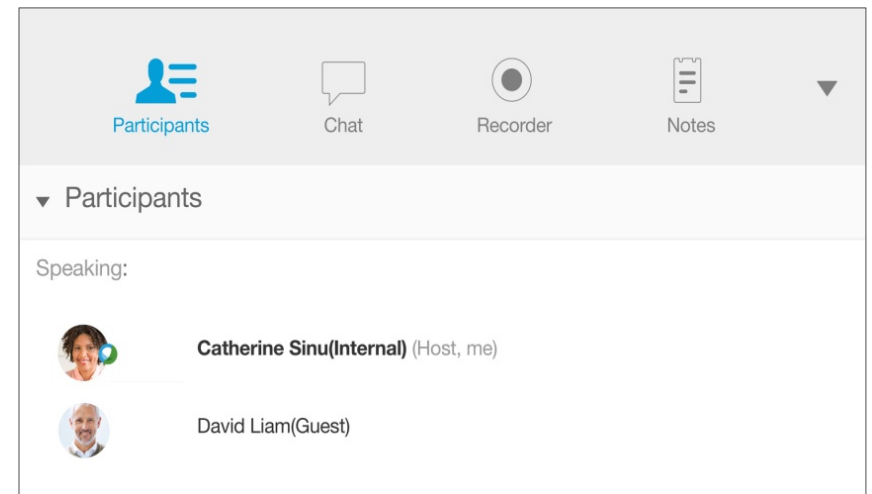 Participants Chat Recorder Notes
Participants
Speaking:
Catherine Sinu(Internal) (Host, me)
David Liam(Guest)